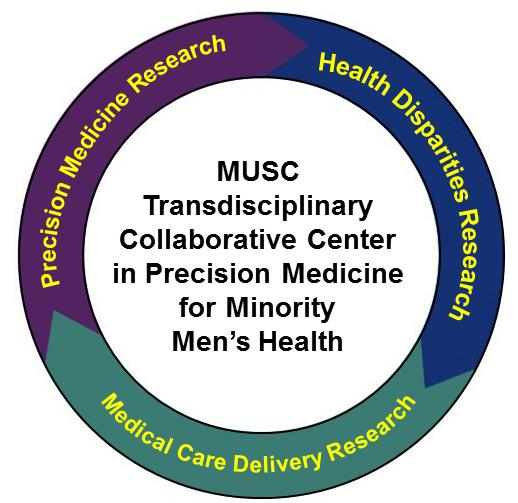 Precision Medicine Research
Health Disparities Research
MUSC
Transdisciplinary
Collaborative Center
in Precision Medicine
for Minority
Men's Health
Medical Care Delivery Research